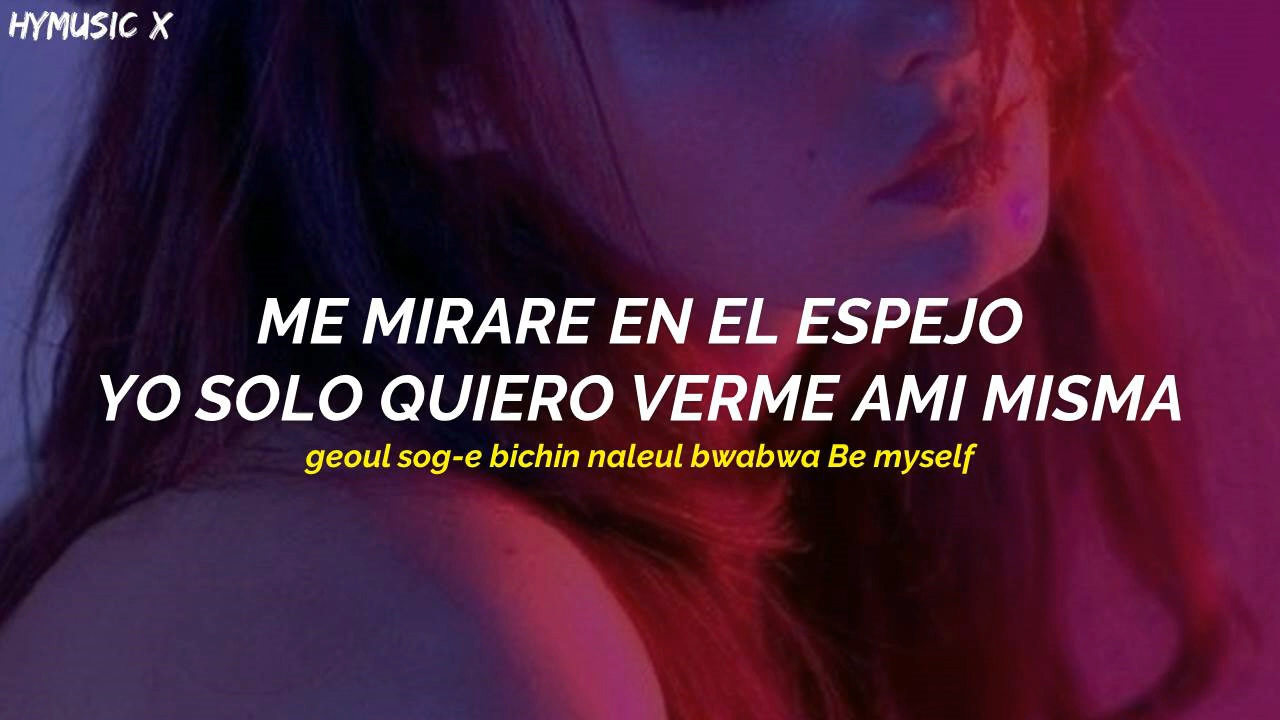 HYMUSIC X
ME MIRARE EN EL ESPEJO
YO SOLO QUIERO VERME AMI MISMA
geoul sog-e bichin naleul bwabwa Be myself